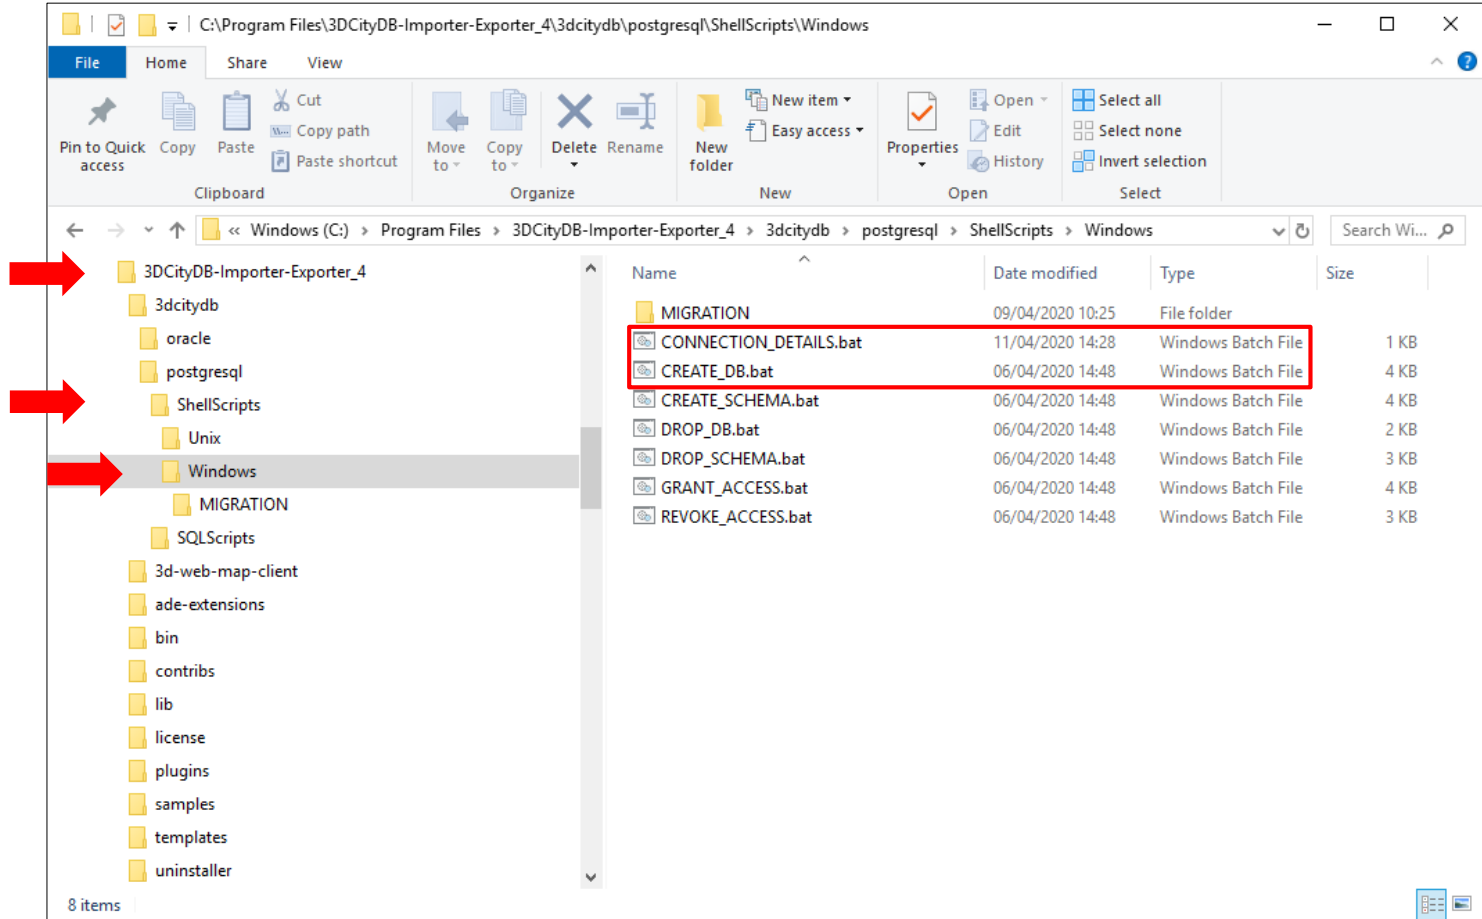 C:\Program Files\3DCityDB-Importer-Exporter_4\3dcitydb\postgresql\ShellScripts\Windows
File Home Share View
Pin to Quick access
Copy
Paste
Cut
Copy path
Paste shortcut
Clipboard
Move to
Copy to
Delete
Rename
Organize
New folder
New item
Easy access
New
Properties
Open
Edit
History
Open
Select all
Select none
Invert selection
Select
« Windows (C:) > Program Files > 3DCityDB-Importer-Exporter_4 > 3dcitydb > postgresql > ShellScripts > Windows
Search Wi...
3DCityDB-Importer-Exporter_4
3dcitydb
oracle
postgresql
ShellScripts
Unix
Windows
MIGRATION
SQLScripts
3d-web-map-client
ade-extensions
bin
contribs
lib
license
plugins
samples
templates
uninstaller
Name Date modified Type Size
MIGRATION 09/04/2020 10:25 File folder
CONNECTION_DETAILS.bat 11/04/2020 14:28 Windows Batch File 1 KB
CREATE_DB.bat 06/04/2020 14:48 Windows Batch File 4 KB
CREATE_SCHEMA.bat 06/04/2020 14:48 Windows Batch File 4 KB
DROP_DB.bat 06/04/2020 14:48 Windows Batch File 2 KB
DROP_SCHEMA.bat 06/04/2020 14:48 Windows Batch File 3 KB
GRANT_ACCESS.bat 06/04/2020 14:48 Windows Batch File 4 KB
REVOKE_ACCESS.bat 06/04/2020 14:48 Windows Batch File 3 KB
8 items